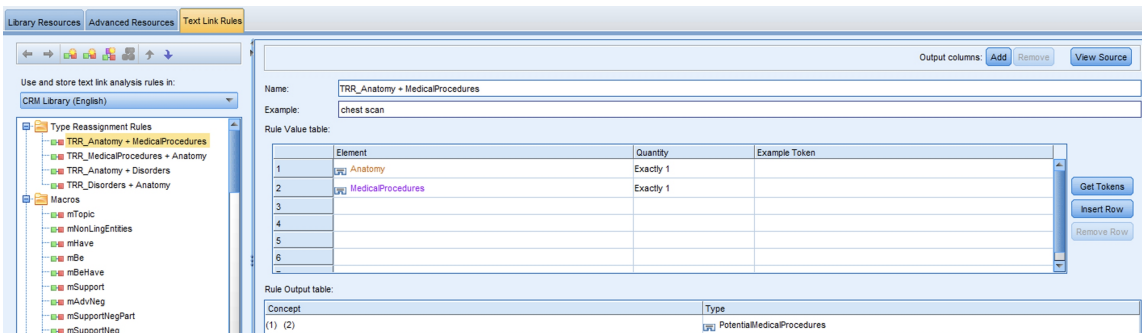 Library Resources Advanced Resources Text Link Rules
Output columns: Add Remove View Source
Use and store text link analysis rules in:
CRM Library (English)
Name: TRR_Anatomy + MedicalProcedures
Example: chest scan
Rule Value table:
Type Reassignment Rules
TRR_Anatomy + MedicalProcedures
TRR_MedicalProcedures + Anatomy
TRR_Anatomy + Disorders
TRR_Disorders + Anatomy
Macros
mTopic
mNonLingEntities
mHave
mBe
mBeHave
mSupport
mAdvNeg
mSupportNegPart
mSupportNeg
Element Quantity Example Token
1 Anatomy Exactly 1
2 MedicalProcedures Exactly 1
3
4
5
6
Get Tokens
Insert Row
Remove Row
Rule Output table:
Concept Type
(1) (2) PotentialMedicalProcedures